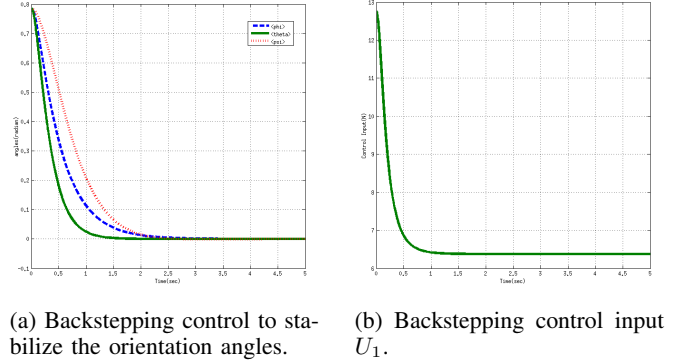 0.8
0.7
0.6
0.5
0.4
0.3
0.2
0.1
0
-0.1
angles(radian)
0 0.5 1 1.5 2 2.5 3 3.5 4 4.5 5
Time(sec)
<phi>
<theta>
<psi>
13
12
11
10
9
8
7
6
Control Input(N)
0 0.5 1 1.5 2 2.5 3 3.5 4 4.5 5
Time(sec)
(a) Backstepping control to sta-
bilize the orientation angles.
(b) Backstepping control input
U₁.